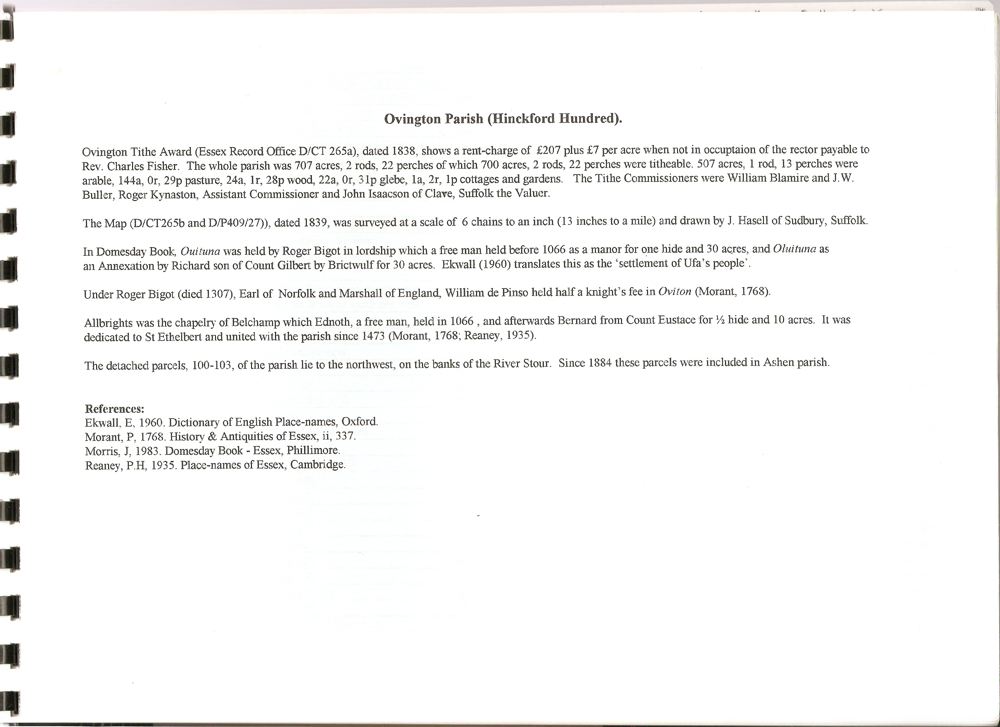 Ovington Parish (Hinckford Hundred).
Ovington Tithe Award (Essex Record Office D/CT 265a), dated 1838, shows a rent-charge of £207 plus £7 per acre when not in occuptaion of the rector payable to
Rev. Charles Fisher. The whole parish was 707 acres, 2 rods, 22 perches of which 700 acres, 2 rods, 22 perches were titheable. 507 acres, 1 rod, 13 perches were
arable, 144a, 0r, 29p pasture, 24a, 1r, 28p wood, 22a, 0r, 31p glebe, 1a, 2r, 1p cottages and gardens. The Tithe Commissioners were William Blamire and J.W.
Buller, Roger Kynaston, Assistant Commissioner and John Isaacson of Clave, Suffolk the Valuer.
The Map (D/CT265b and D/P409/27)), dated 1839, was surveyed at a scale of 6 chains to an inch (13 inches to a mile) and drawn by J. Hasell of Sudbury, Suffolk.
In Domesday Book, Ouituna was held by Roger Bigot in lordship which a free man held before 1066 as a manor for one hide and 30 acres, and Oluituna as
an Annexation by Richard son of Count Gilbert by Brictwulf for 30 acres. Ekwall (1960) translates this as the ‘settlement of Ufa’s people’.
Under Roger Bigot (died 1307), Earl of Norfolk and Marshall of England, William de Pinso held half a knight’s fee in Oviton (Morant, 1768).
Allbrights was the chapelry of Belchamp which Ednoth, a free man, held in 1066 , and afterwards Bernard from Count Eustace for ½ hide and 10 acres. It was
dedicated to St Ethelbert and united with the parish since 1473 (Morant, 1768; Reaney, 1935).
The detached parcels, 100-103, of the parish lie to the northwest, on the banks of the River Stour. Since 1884 these parcels were included in Ashen parish.
References:
Ekwall, E, 1960. Dictionary of English Place-names, Oxford.
Morant, P, 1768. History & Antiquities of Essex, ii, 337.
Morris, J, 1983. Domesday Book - Essex, Phillimore.
Reaney, P.H, 1935. Place-names of Essex, Cambridge.